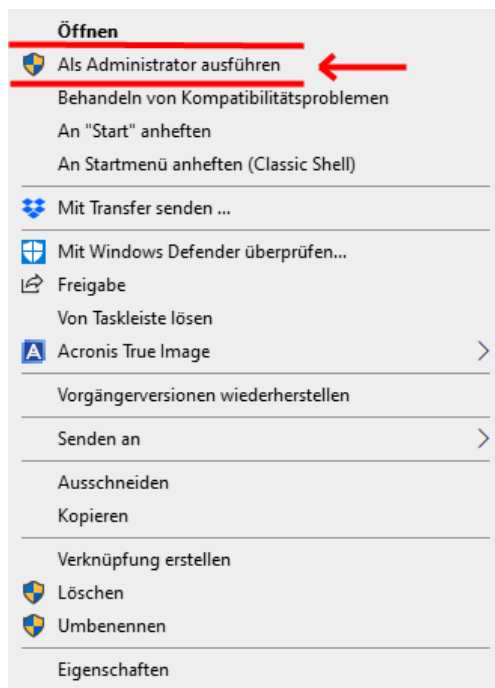 Öffnen
Als Administrator ausführen
Behandeln von Kompatibilitätsproblemen
An "Start" anheften
An Startmenü anheften (Classic Shell)
Mit Transfer senden ...
Mit Windows Defender überprüfen...
Freigabe
Von Taskleiste lösen
A Acronis True Image
Vorgängerversionen wiederherstellen
Senden an
Ausschneiden
Kopieren
Verknüpfung erstellen
Löschen
Umbenennen
Eigenschaften